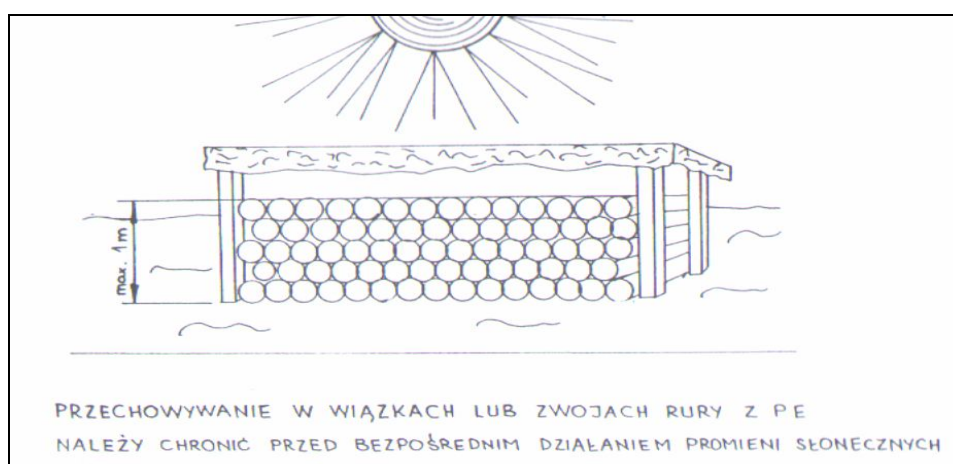 max. 1m
PRZECHOWYWANIE W WIĄZKACH LUB ZWOJACH RURY Z PE
NALEŻY CHRONIĆ PRZED BEZPOŚREDNIM DZIAŁANIEM PROMIENI SŁONECZNYCH